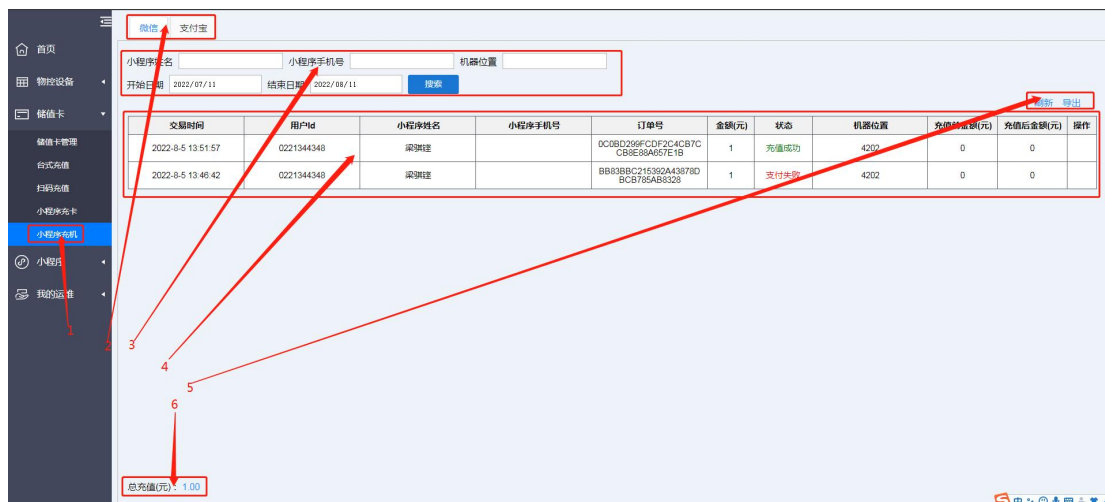 微信 支付宝
首页
物控设备
储值卡
储值卡管理
台式充值
扫码充值
小程序充卡
小程序充机
小程序
我的运维
小程序姓名 小程序手机号 机器位置
开始日期 2022/07/11 结束日期 2022/08/11 搜索
刷新 导出
交易时间 用户Id 小程序姓名 小程序手机号 订单号 金额(元) 状态 机器位置 充值前金额(元) 充值后金额(元) 操作
2022-8-5 13:51:57 0221344348 梁骐铿 0C0BD299FCDF2C4CB7C 1 充值成功 4202 0 0
CB8E88A657E1B
2022-8-5 13:46:42 0221344348 梁骐铿 BB83BBC215392A43878D 1 支付失败 4202 0 0
BCB785AB8328
1
2
3
4
5
6
总充值(元): 1.00
中